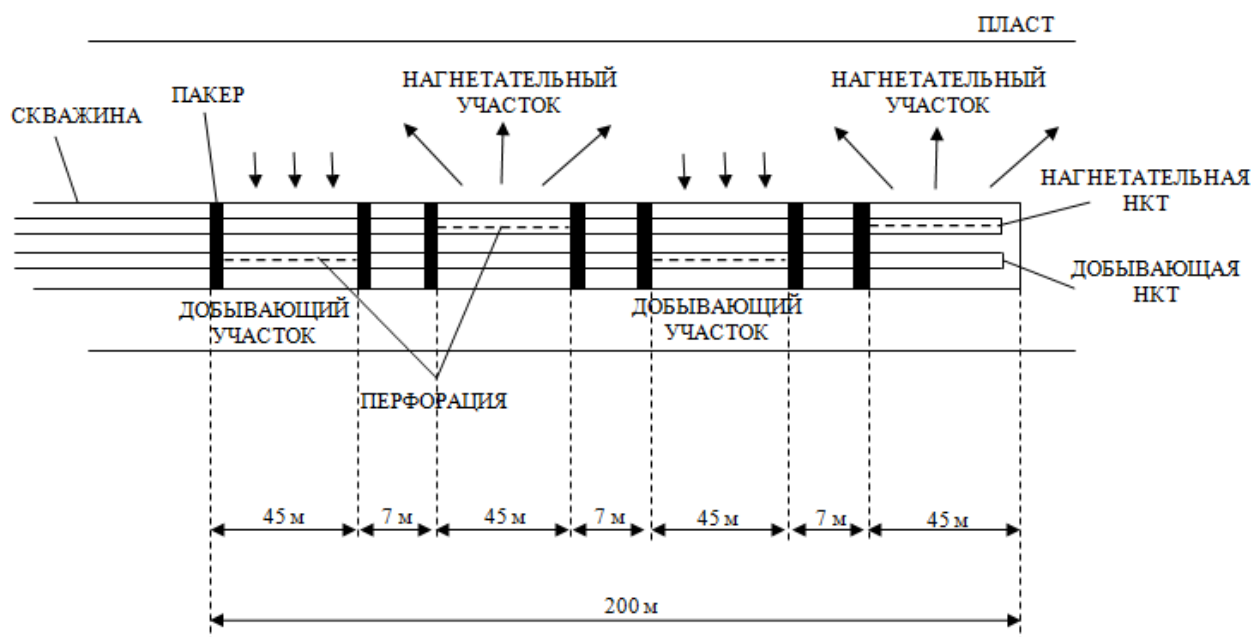 ПЛАСТ
НАГНЕТАТЕЛЬНЫЙ
УЧАСТОК
НАГНЕТАТЕЛЬНЫЙ
УЧАСТОК
ПАКЕР
СКВАЖИНА
НАГНЕТАТЕЛЬНАЯ
НКТ
ДОБЫВАЮЩАЯ
НКТ
ДОБЫВАЮЩИЙ
УЧАСТОК
ДОБЫВАЮЩИЙ
УЧАСТОК
ПЕРФОРАЦИЯ
45 м 7 м 45 м 7 м 45 м 7 м 45 м
200 м